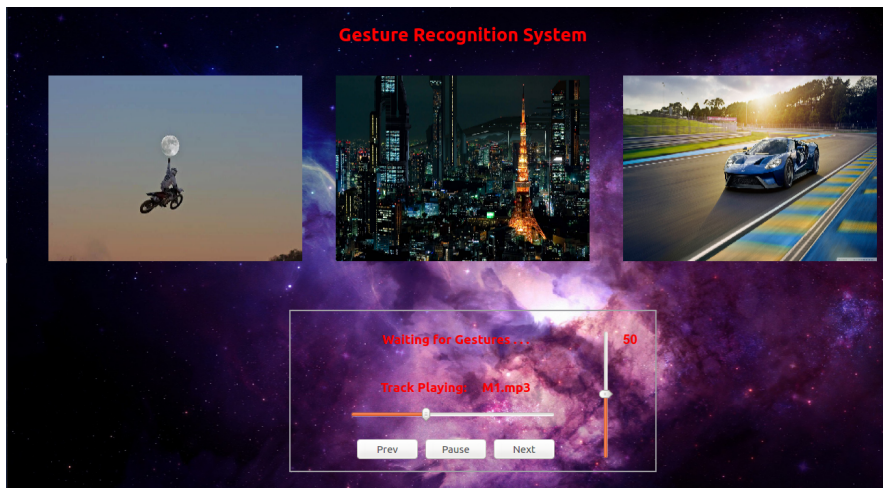 Gesture Recognition System
Waiting for Gestures . . .
50
Track Playing: M1.mp3
Prev Pause Next